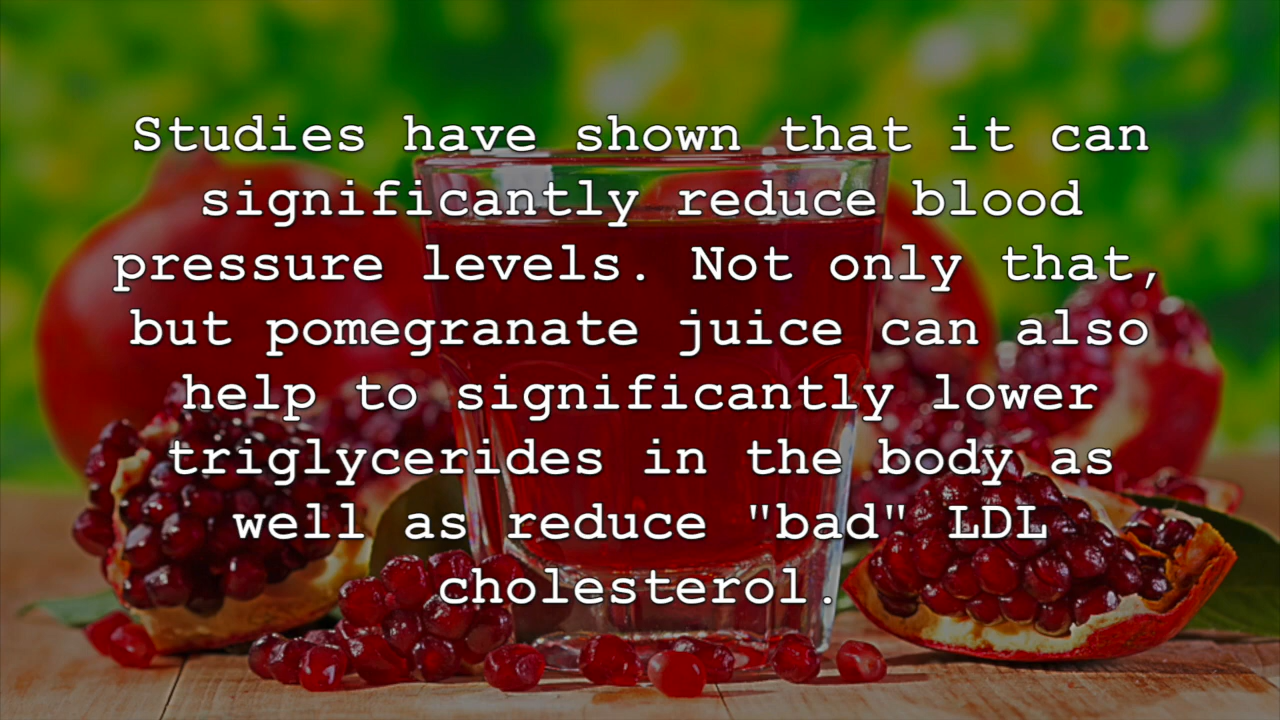 Studies have shown that it can
significantly reduce blood
pressure levels. Not only that,
but pomegranate juice can also
help to significantly lower
triglycerides in the body as
well as reduce "bad" LDL
cholesterol.